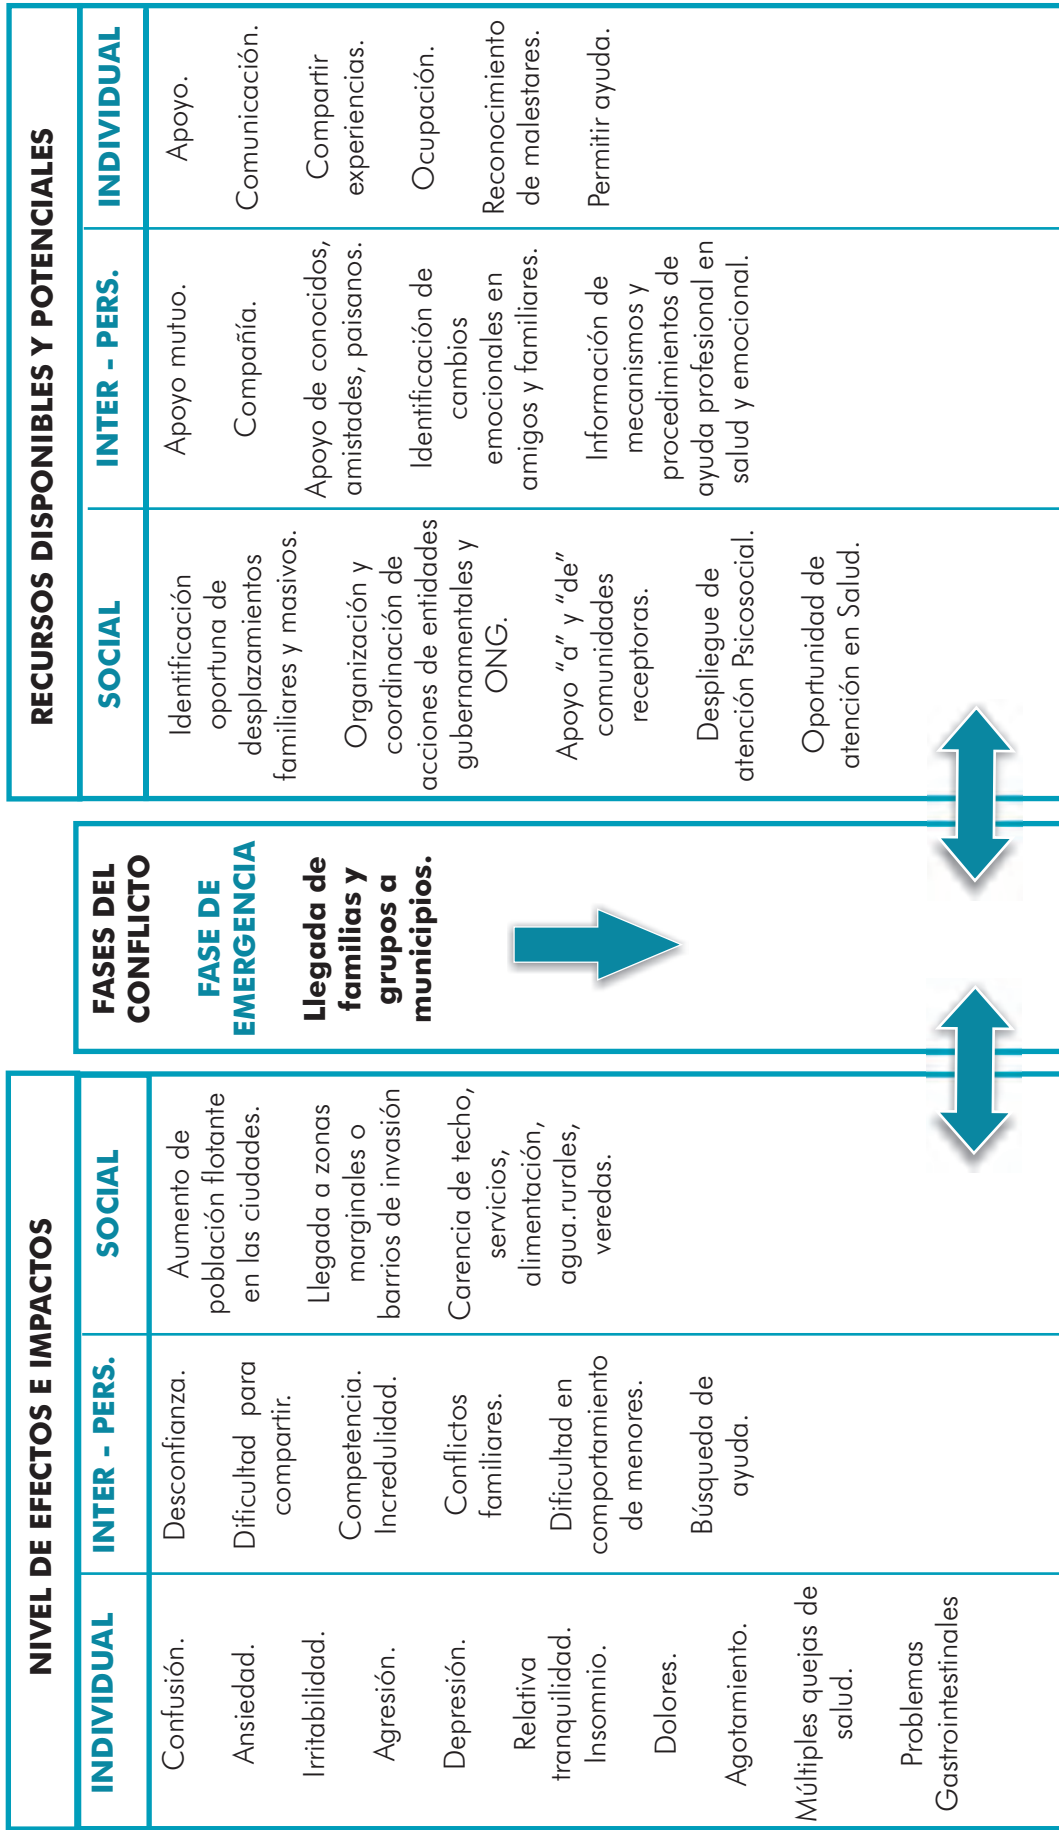 NIVEL DE EFECTOS E IMPACTOS
INDIVIDUAL
Confusión.
Ansiedad.
Irritabilidad.
Agresión.
Depresión.
Relativa
tranquilidad.
Insomnio.
Dolores.
Agotamiento.
Múltiples quejas de
salud.
Problemas
Gastrointestinales
INTER - PERS.
Desconfianza.
Dificultad para
compartir.
Competencia.
Incredulidad.
Conflictos
familiares.
Dificultad en
comportamiento
de menores.
Búsqueda de
ayuda.
SOCIAL
Aumento de
población flotante
en las ciudades.
Llegada a zonas
marginales o
barrios de invasión
Carencia de techo,
servicios,
alimentación,
agua.rurales,
veredas.
FASES DEL
CONFLICTO
FASE DE
EMERGENCIA
Llegada de
familias y
grupos a
municipios.
RECURSOS DISPONIBLES Y POTENCIALES
SOCIAL
Identificación
oportuna de
desplazamientos
familiares y masivos.
Organización y
coordinación de
acciones de entidades
gubernamentales y
ONG.
Apoyo “a” y “de”
comunidades
receptoras.
Despliegue de
atención Psicosocial.
Oportunidad de
atención en Salud.
INTER - PERS.
Apoyo mutuo.
Compañía.
Apoyo de conocidos,
amistades, paisanos.
Identificación de
cambios
emocionales en
amigos y familiares.
Información de
mecanismos y
procedimientos de
ayuda profesional en
salud y emocional.
INDIVIDUAL
Apoyo.
Comunicación.
Compartir
experiencias.
Ocupación.
Reconocimiento
de malestares.
Permitir ayuda.